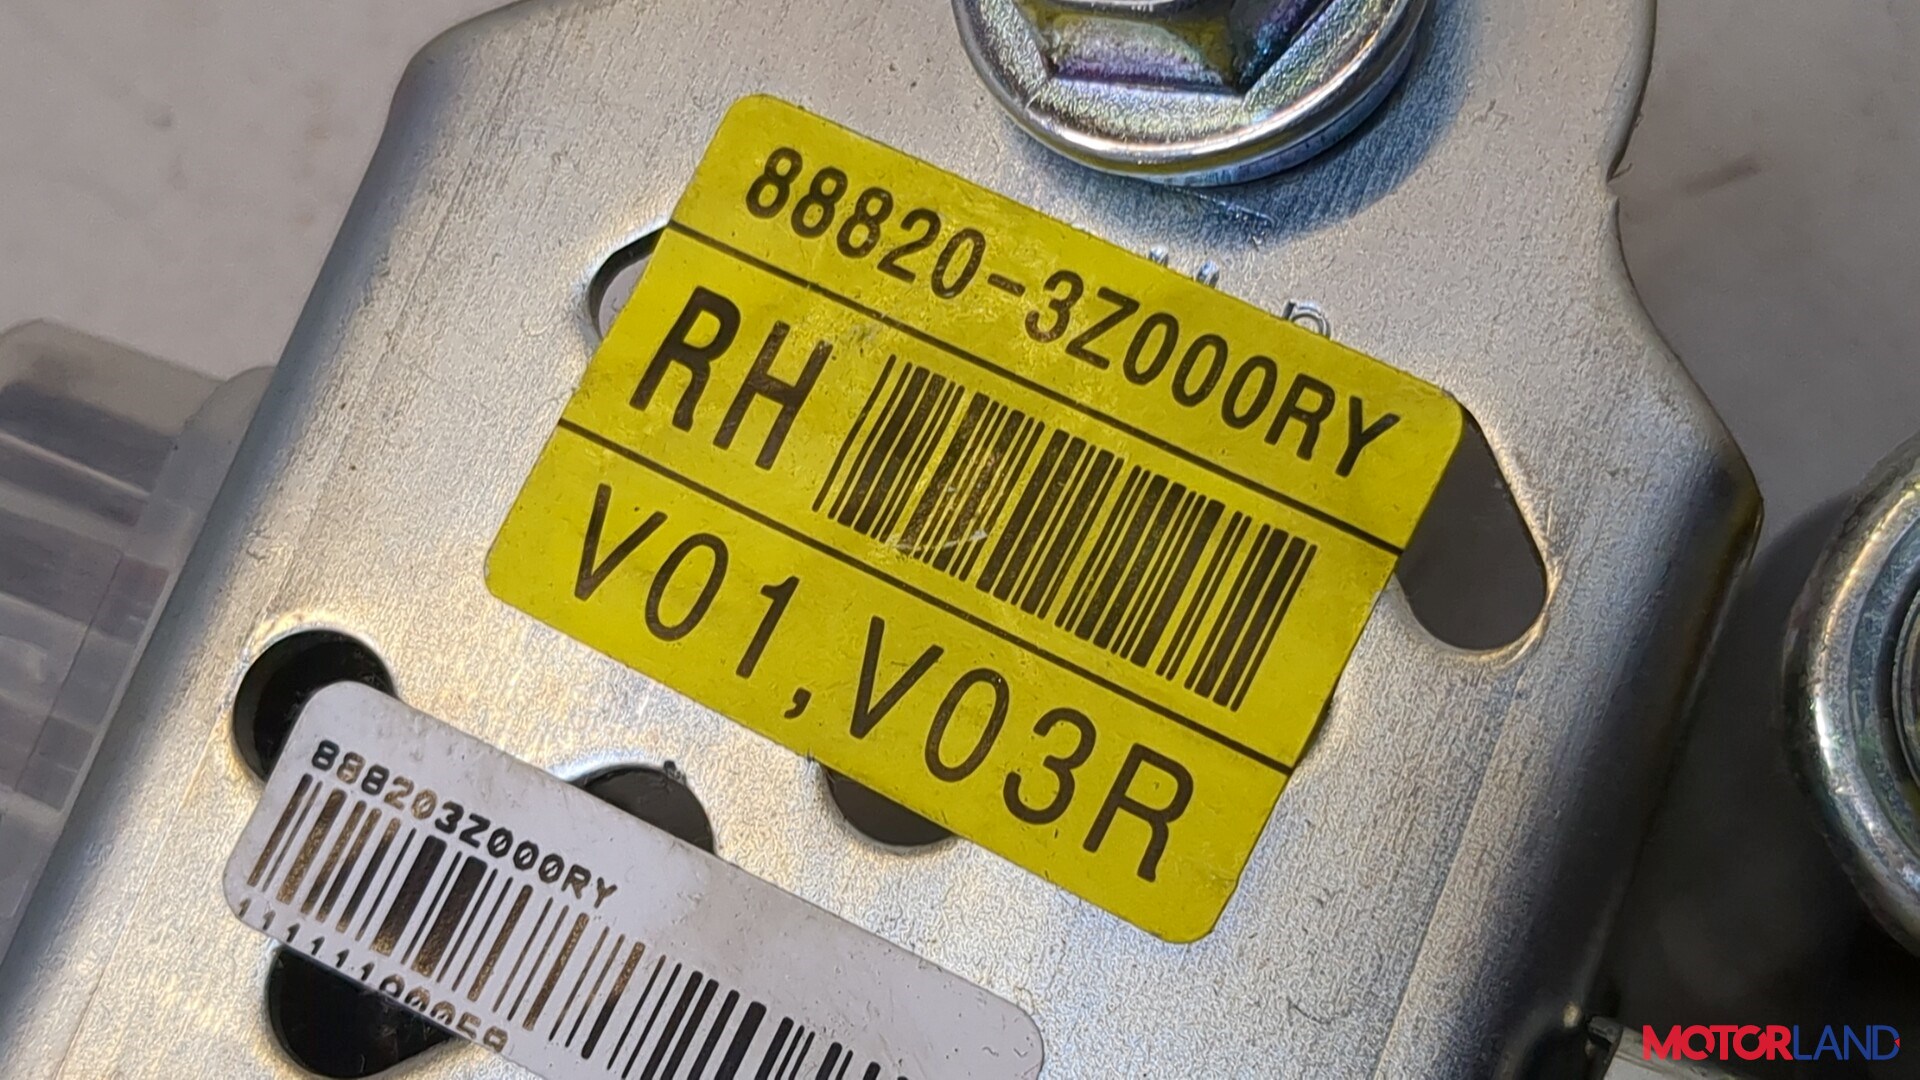 88820-3Z000RY
RH
V01,V03R
888203Z000RY
MOTORLAND